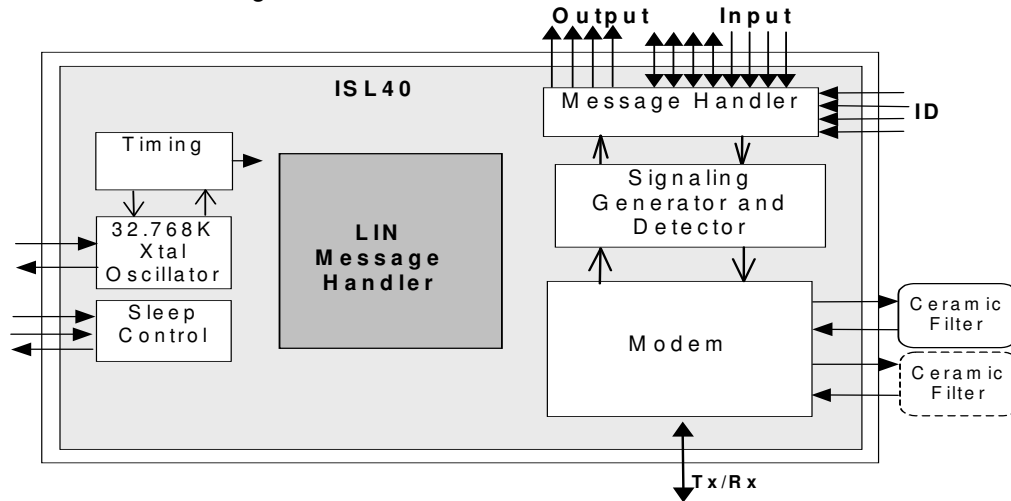 Output Input
ISL40
Message Handler
ID
Timing
Signaling
Generator and
Detector
32.768K
Xtal
Oscillator
LIN
Message
Handler
Sleep
Control
Modem
Ceramic
Filter
Ceramic
Filter
Tx/Rx